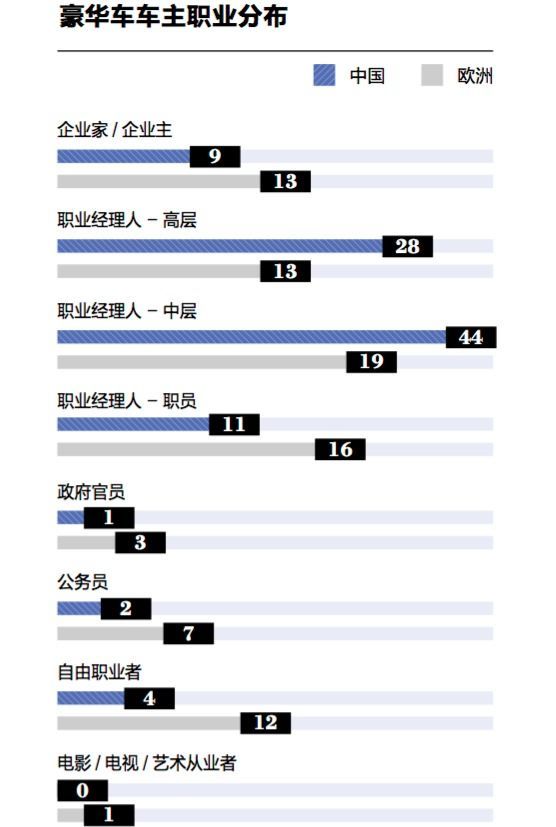 豪华车车主职业分布
中国 欧洲
企业家 / 企业主
9
13
职业经理人 – 高层
28
13
职业经理人 – 中层
44
19
职业经理人 – 职员
11
16
政府官员
1
3
公务员
2
7
自由职业者
4
12
电影 / 电视 / 艺术从业者
0
1